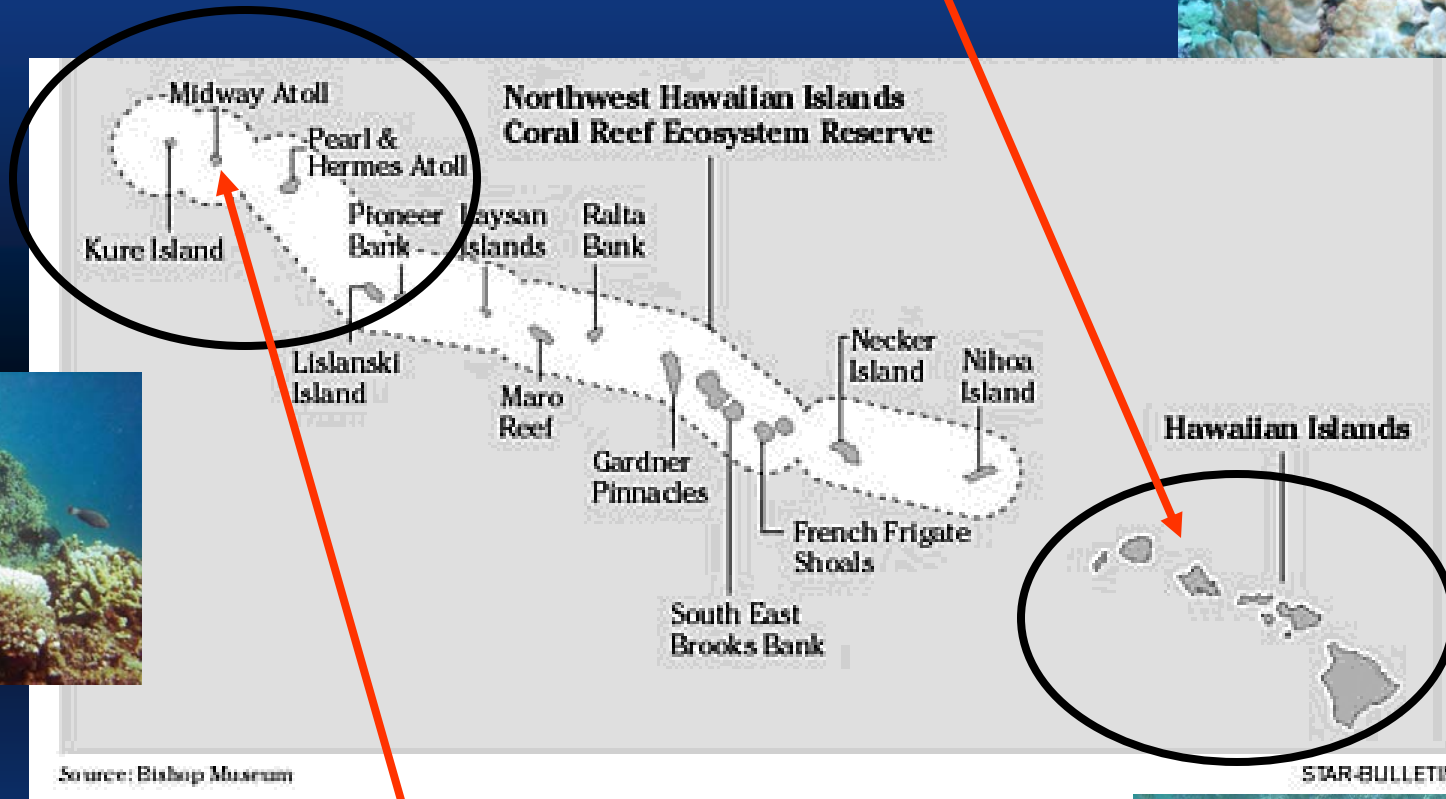 Midway Atoll
Northwest Hawaiian Islands
Coral Reef Ecosystem Reserve
Pearl &
Hermes Atoll
Kure Island
Pioneer
Bank
Laysan
Islands
Ralta
Bank
Lislanski
Island
Maro
Reef
Gardner
Pinnacles
Necker
Island
Nihoa
Island
Hawaiian Islands
French Frigate
Shoals
South East
Brooks Bank
Source: Bishop Museum
STAR-BULLETI